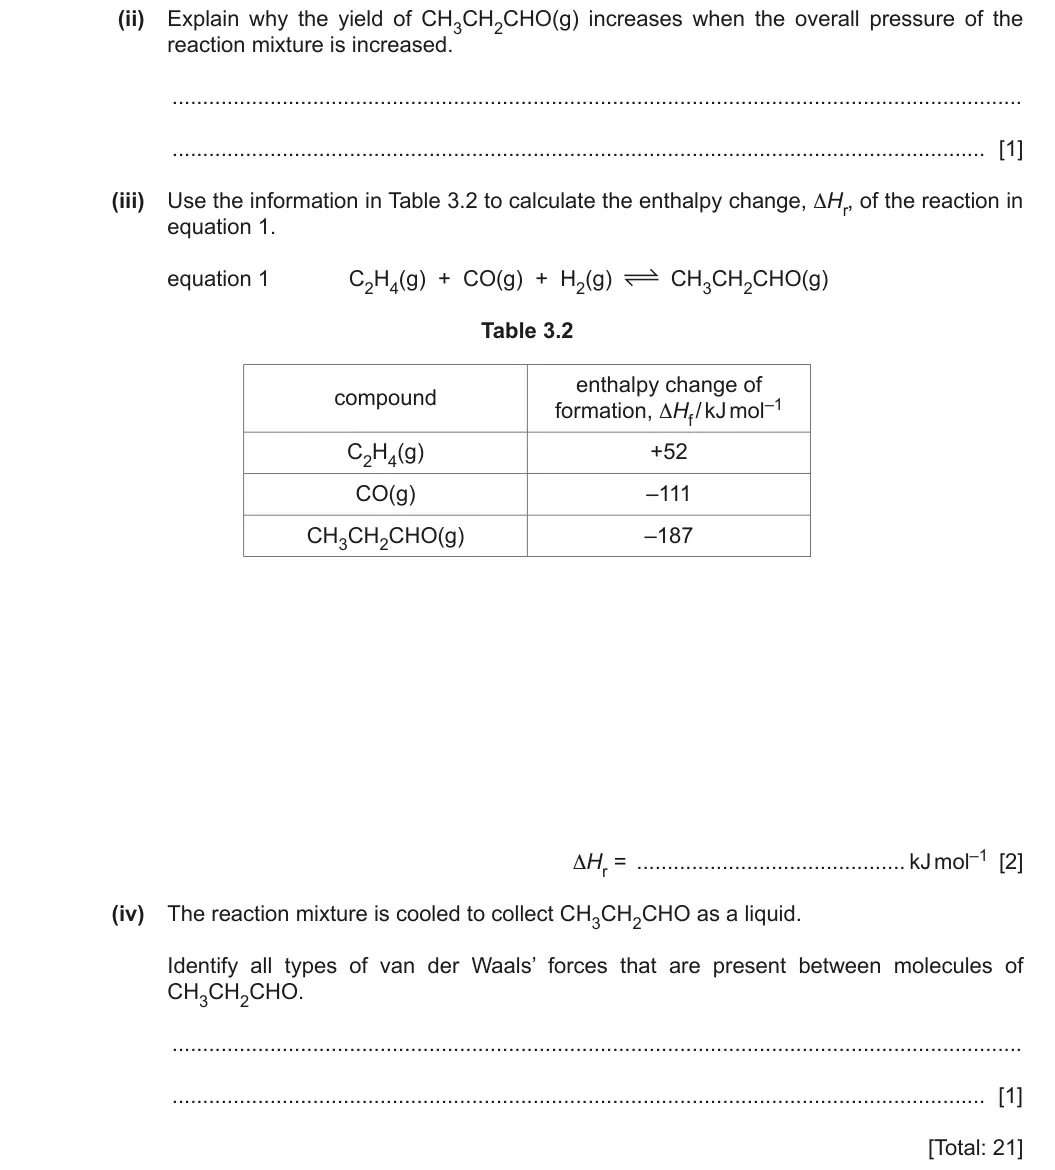 (ii) Explain why the yield of CH₃CH₂CHO(g) increases when the overall pressure of the
reaction mixture is increased.
..........................................................................................................................................
.................................................................................................................................... [1]
(iii) Use the information in Table 3.2 to calculate the enthalpy change, ΔHᵣ, of the reaction in
equation 1.
equation 1 C₂H₄(g) + CO(g) + H₂(g) ⇌ CH₃CH₂CHO(g)
Table 3.2
compound
enthalpy change of
formation, ΔH_f / kJ mol⁻¹
C₂H₄(g) +52
CO(g) –111
CH₃CH₂CHO(g) –187
ΔHᵣ = ............................................ kJ mol⁻¹ [2]
(iv) The reaction mixture is cooled to collect CH₃CH₂CHO as a liquid.
Identify all types of van der Waals’ forces that are present between molecules of
CH₃CH₂CHO.
..........................................................................................................................................
.................................................................................................................................... [1]
[Total: 21]